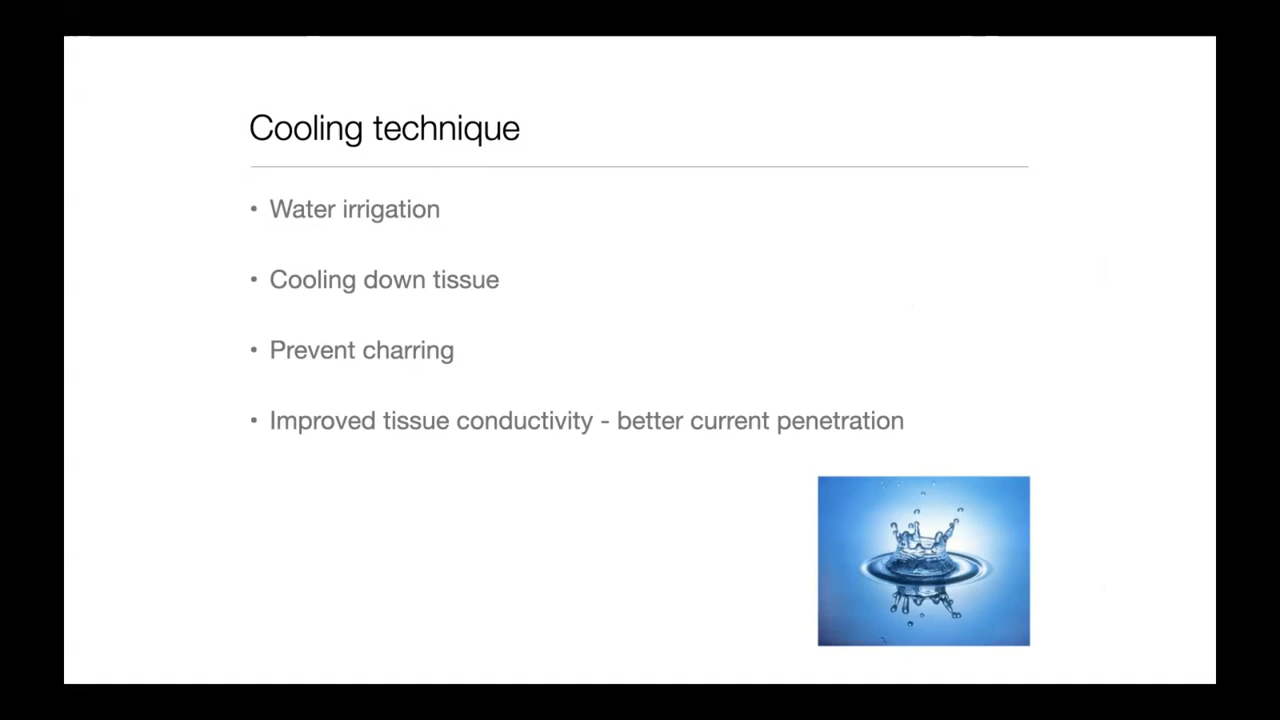 Cooling technique
• Water irrigation
• Cooling down tissue
• Prevent charring
• Improved tissue conductivity - better current penetration